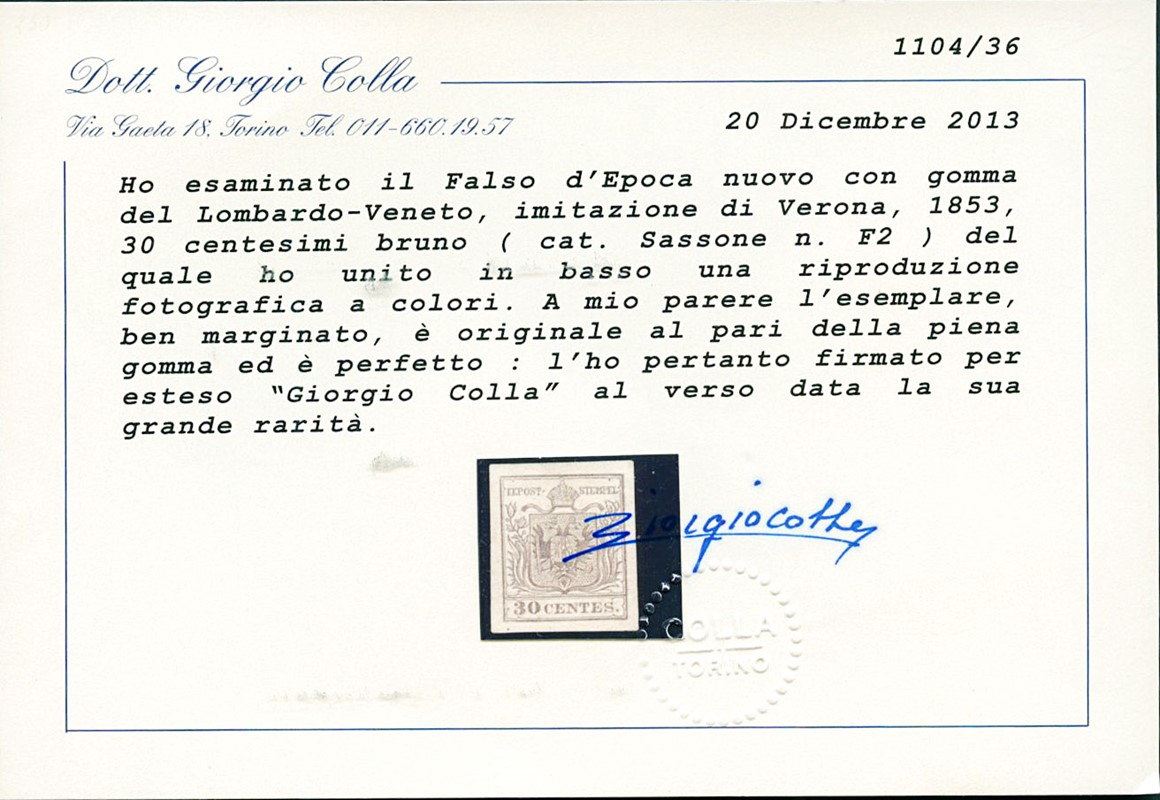 1104/36
Dott. Giorgio Colla
Via Gaeta 18, Torino Tel. 011-660.19.57
20 Dicembre 2013
Ho esaminato il Falso d'Epoca nuovo con gomma
del Lombardo-Veneto, imitazione di Verona, 1853,
30 centesimi bruno ( cat. Sassone n. F2 ) del
quale ho unito in basso una riproduzione
fotografica a colori. A mio parere l'esemplare,
ben marginato, è originale al pari della piena
gomma ed è perfetto : l'ho pertanto firmato per
esteso "Giorgio Colla" al verso data la sua
grande rarità.
KKPOST-STEMPEL
30 CENTES.
Giorgio Colla
COLLA
TORINO